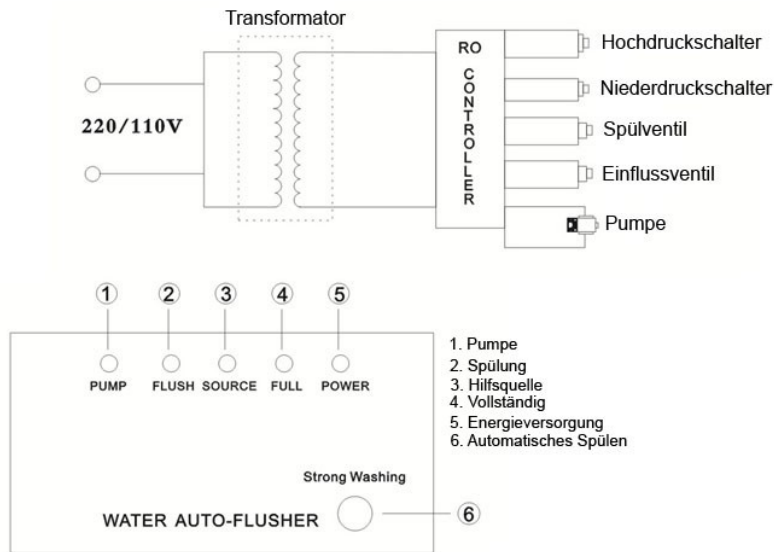 Transformator
220/110V
RO
CONTROLLER
Hochdruckschalter
Niederdruckschalter
Spülventil
Einflussventil
Pumpe
1 2 3 4 5
PUMP FLUSH SOURCE FULL POWER
1. Pumpe
2. Spülung
3. Hilfsquelle
4. Vollständig
5. Energieversorgung
6. Automatisches Spülen
Strong Washing
WATER AUTO-FLUSHER
6